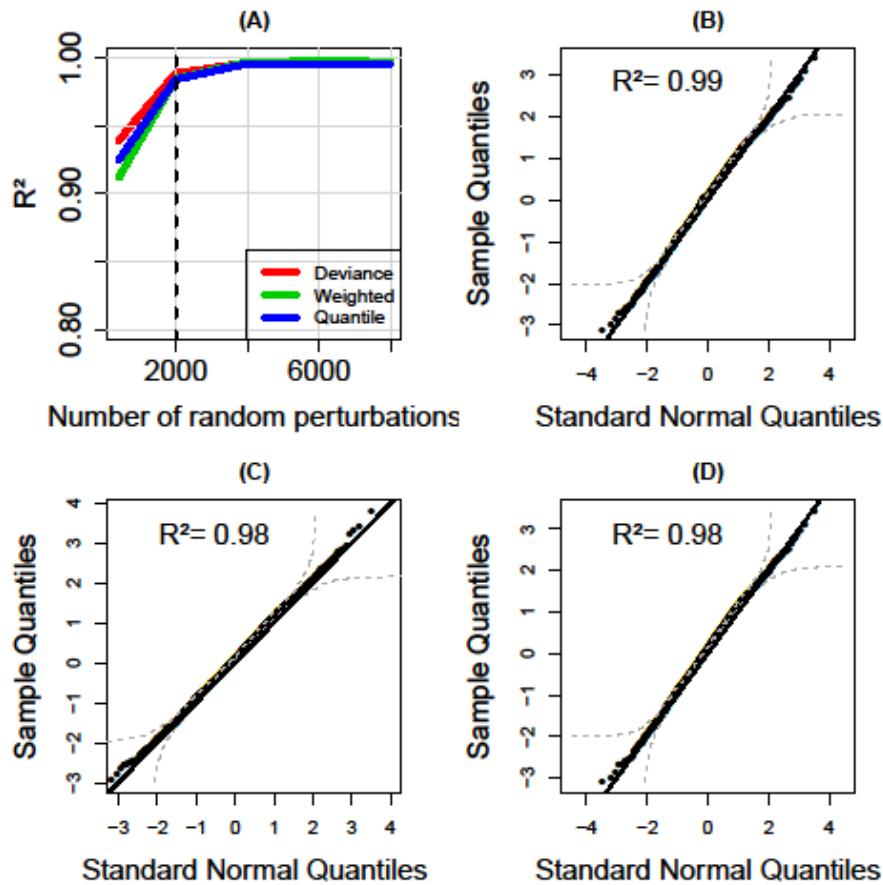 (A)
R²
1.00
0.90
0.80
Deviance
Weighted
Quantile
2000 6000
Number of random perturbations
(B)
R²= 0.99
Sample Quantiles
3
2
1
0
−1
−2
−3
−4 −2 0 2 4
Standard Normal Quantiles
(C)
R²= 0.98
Sample Quantiles
4
3
2
1
0
−1
−2
−3
−3 −2 −1 0 1 2 3 4
Standard Normal Quantiles
(D)
R²= 0.98
Sample Quantiles
3
2
1
0
−1
−2
−3
−4 −2 0 2 4
Standard Normal Quantiles